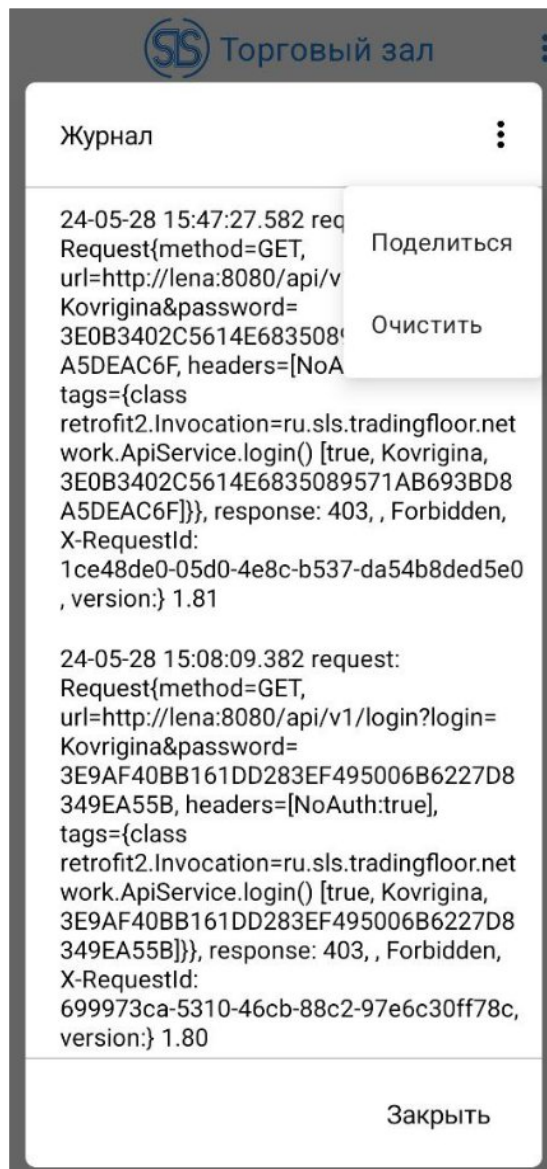 SLS Торговый зал
Журнал
24-05-28 15:47:27.582
Поделиться
Request{method=GET,
url=http://lena:8080/api/v
Очистить
Kovrigina&password=
3E0B3402C5614E683508
A5DEAC6F, headers=[NoA
tags={class
retrofit2.Invocation=ru.sls.tradingfloor.net
work.ApiService.login() [true, Kovrigina,
3E0B3402C5614E6835089571AB693BD8
A5DEAC6F]}}, response: 403, , Forbidden,
X-RequestId:
1ce48de0-05d0-4e8c-b537-da54b8ded5e0
, version:} 1.81
24-05-28 15:08:09.382 request:
Request{method=GET,
url=http://lena:8080/api/v1/login?login=
Kovrigina&password=
3E9AF40BB161DD283EF495006B6227D8
349EA55B, headers=[NoAuth:true],
tags={class
retrofit2.Invocation=ru.sls.tradingfloor.net
work.ApiService.login() [true, Kovrigina,
3E9AF40BB161DD283EF495006B6227D8
349EA55B]}}, response: 403, , Forbidden,
X-RequestId:
699973ca-5310-46cb-88c2-97e6c30ff78c,
version:} 1.80
Закрыть